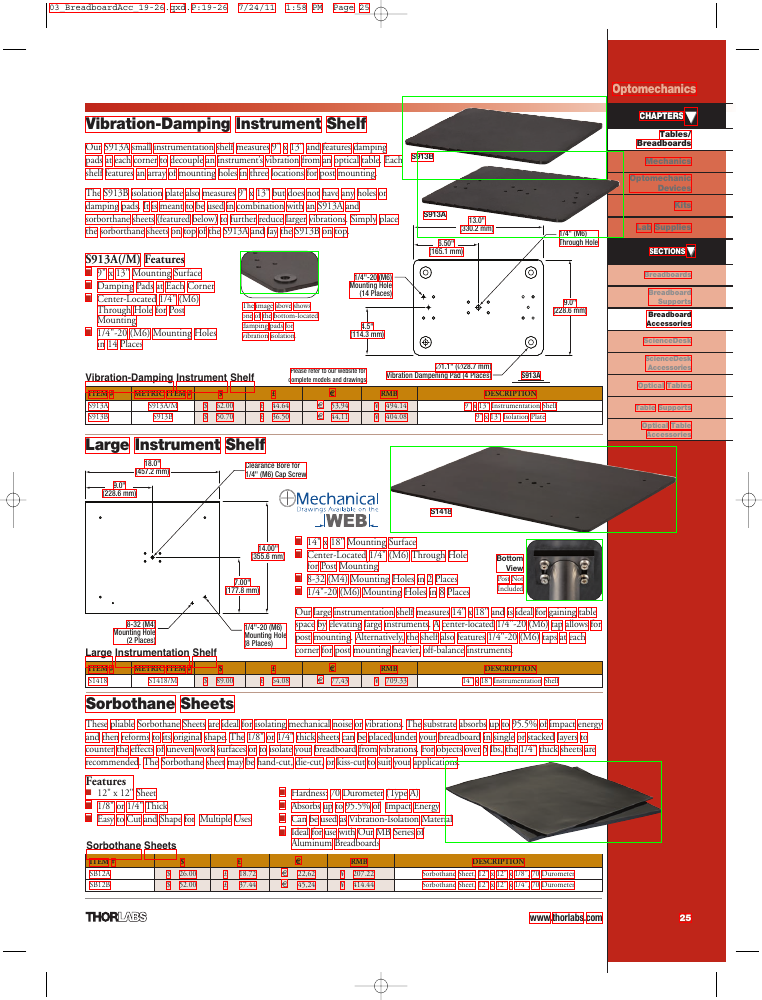 03 BreadboardAcc 19-26.qxd.P:19-26 7/24/11 1:58 PM Page 25
Optomechanics
CHAPTERS
Tables/
Breadboards
Mechanics
Optomechanic
Devices
Kits
Lab Supplies
SECTIONS
Breadboards
Breadboard
Supports
Breadboard
Accessories
ScienceDesk
ScienceDesk
Accessories
Optical Tables
Table Supports
Optical Table
Accessories
Vibration-Damping Instrument Shelf
Our S913A small instrumentation shelf measures 9" x 13" and features damping
pads at each corner to decouple an instrument's vibration from an optical table. Each
shelf features an array of mounting holes in three locations for post mounting.
The S913B isolation plate also measures 9" x 13" but does not have any holes or
damping pads. It is meant to be used in combination with an S913A and
sorborthane sheets (featured below) to further reduce larger vibrations. Simply place
the sorborthane sheets on top of the S913A and lay the S913B on top.
S913B
S913A
S913A(/M) Features
9" x 13" Mounting Surface
Damping Pads at Each Corner
Center-Located 1/4" (M6)
Through Hole for Post
Mounting
1/4"-20 (M6) Mounting Holes
in 14 Places
The image above shows
one of the bottom-located
damping pads for
vibration isolation.
13.0"
(330.2 mm)
6.50"
(165.1 mm)
1/4" (M6)
Through Hole
1/4"-20 (M6)
Mounting Hole
(14 Places)
4.5"
(114.3 mm)
9.0"
(228.6 mm)
Ø1.1" (Ø28.7 mm)
Vibration Dampening Pad (4 Places)
S913A
Please refer to our website for
complete models and drawings.
Vibration-Damping Instrument Shelf
ITEM# METRIC ITEM# $ £ € RMB DESCRIPTION
S913A S913A/M $ 62.00 £ 44.64 € 53,94 ¥ 494.14 9" x 13" Instrumentation Shelf
S913B S913B $ 50.70 £ 36.50 € 44,11 ¥ 404.08 9" x 13" Isolation Plate
Large Instrument Shelf
18.0"
(457.2 mm)
9.0"
(228.6 mm)
Clearance Bore for
1/4" (M6) Cap Screw
14.00"
(355.6 mm)
7.00"
(177.8 mm)
8-32 (M4)
Mounting Hole
(2 Places)
1/4"-20 (M6)
Mounting Hole
(8 Places)
Mechanical
Drawings Available on the
WEB
S1418
14" x 18" Mounting Surface
Center-Located 1/4" (M6) Through Hole
for Post Mounting
8-32 (M4) Mounting Holes in 2 Places
1/4"-20 (M6) Mounting Holes in 8 Places
Bottom
View
Post Not
Included
Our large instrumentation shelf measures 14" x 18" and is ideal for gaining table
space by elevating large instruments. A center-located 1/4"-20 (M6) tap allows for
post mounting. Alternatively, the shelf also features 1/4"-20 (M6) taps at each
corner for post mounting heavier, off-balance instruments.
Large Instrumentation Shelf
ITEM# METRIC ITEM# $ £ € RMB DESCRIPTION
S1418 S1418/M $ 89.00 £ 64.08 € 77,43 ¥ 709.33 14" x 18" Instrumentation Shelf
Sorbothane Sheets
These pliable Sorbothane Sheets are ideal for isolating mechanical noise or vibrations. The substrate absorbs up to 95.5% of impact energy
and then reforms to its original shape. The 1/8" or 1/4" thick sheets can be placed under your breadboard in single or stacked layers to
counter the effects of uneven work surfaces or to isolate your breadboard from vibrations. For objects over 5 lbs, the 1/4" thick sheets are
recommended. The Sorbothane sheet may be hand-cut, die-cut, or kiss-cut to suit your applications.
Features
12" x 12" Sheet
1/8" or 1/4" Thick
Easy to Cut and Shape for Multiple Uses
Hardness: 70 Durometer (Type A)
Absorbs up to 95.5% of Impact Energy
Can be used as Vibration-Isolation Material
Ideal for use with Our MB Series of
Aluminum Breadboards
Sorbothane Sheets
ITEM # $ £ € RMB DESCRIPTION
SB12A $ 26.00 £ 18.72 € 22,62 ¥ 207.22 Sorbothane Sheet, 12" x 12" x 1/8", 70 Durometer
SB12B $ 52.00 £ 37.44 € 45,24 ¥ 414.44 Sorbothane Sheet, 12" x 12" x 1/4", 70 Durometer
THORLABS
www.thorlabs.com
25